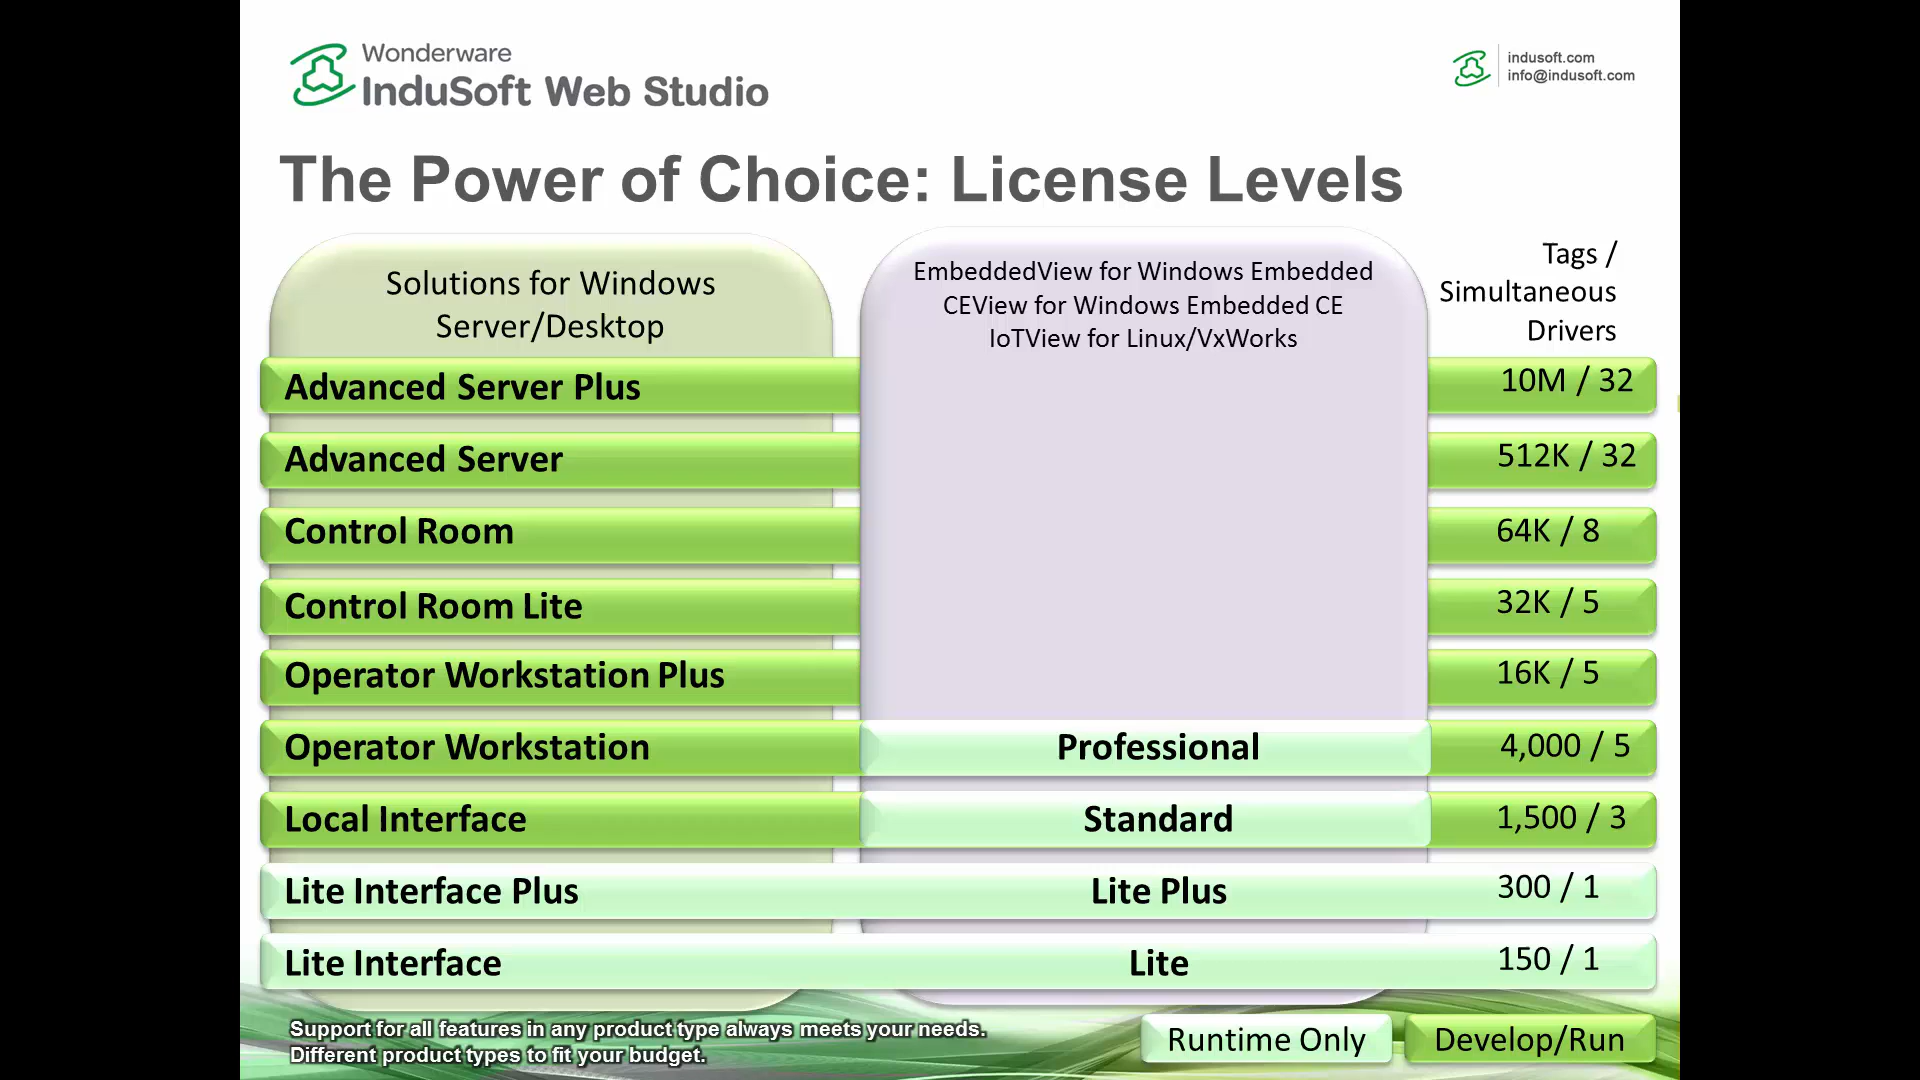 Wonderware
InduSoft Web Studio
indusoft.com
info@indusoft.com
The Power of Choice: License Levels
Solutions for Windows
Server/Desktop
EmbeddedView for Windows Embedded
CEView for Windows Embedded CE
IoTView for Linux/VxWorks
Tags /
Simultaneous
Drivers
Advanced Server Plus 10M / 32
Advanced Server 512K / 32
Control Room 64K / 8
Control Room Lite 32K / 5
Operator Workstation Plus 16K / 5
Operator Workstation Professional 4,000 / 5
Local Interface Standard 1,500 / 3
Lite Interface Plus Lite Plus 300 / 1
Lite Interface Lite 150 / 1
Support for all features in any product type always meets your needs.
Different product types to fit your budget.
Runtime Only Develop/Run